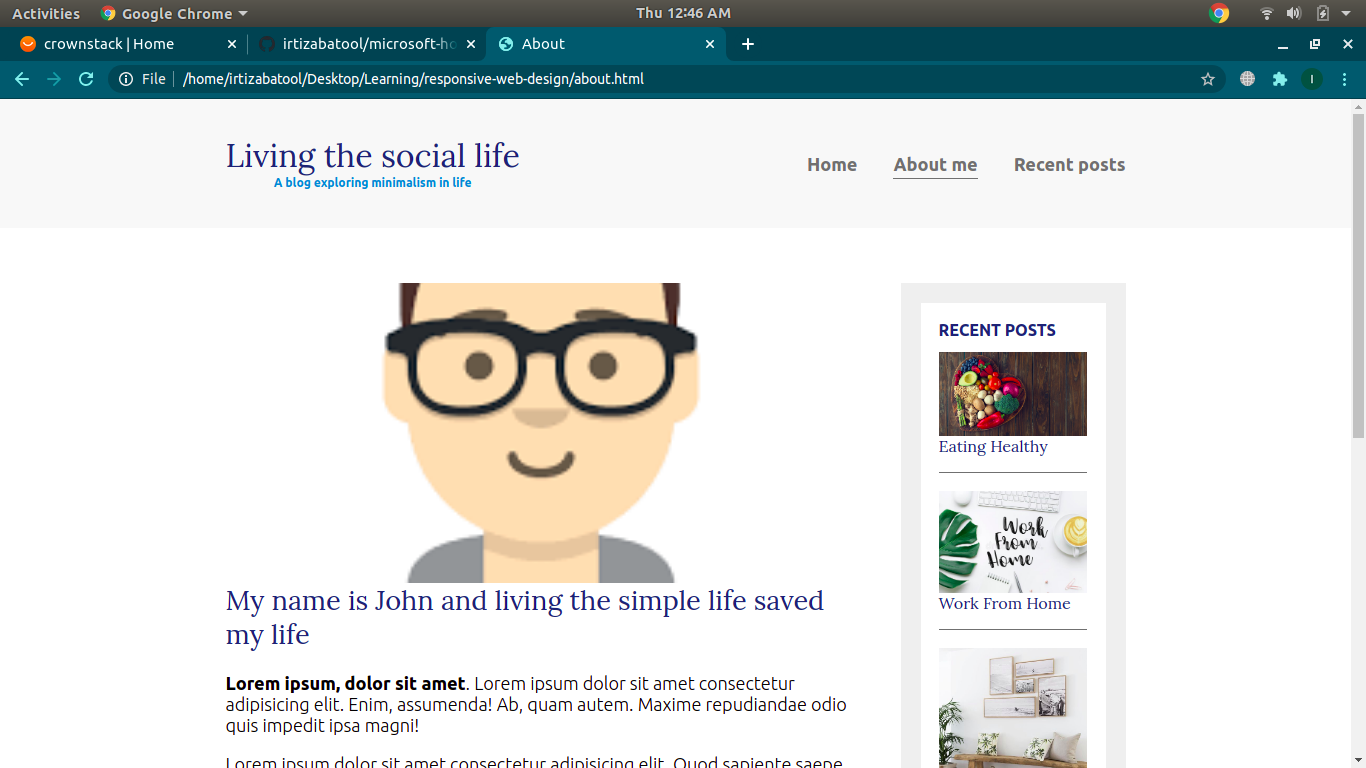 Activities Google Chrome Thu 12:46 AM
crownstack | Home irtizabatool/microsoft-ho About
File /home/irtizabatool/Desktop/Learning/responsive-web-design/about.html I
Living the social life
A blog exploring minimalism in life
Home About me Recent posts
RECENT POSTS
Eating Healthy
Work From Home
Work From Home
My name is John and living the simple life saved
my life
Lorem ipsum, dolor sit amet. Lorem ipsum dolor sit amet consectetur
adipisicing elit. Enim, assumenda! Ab, quam autem. Maxime repudiandae odio
quis impedit ipsa magni!
Lorem ipsum dolor sit amet consectetur adipisicing elit. Quod sapiente saepe